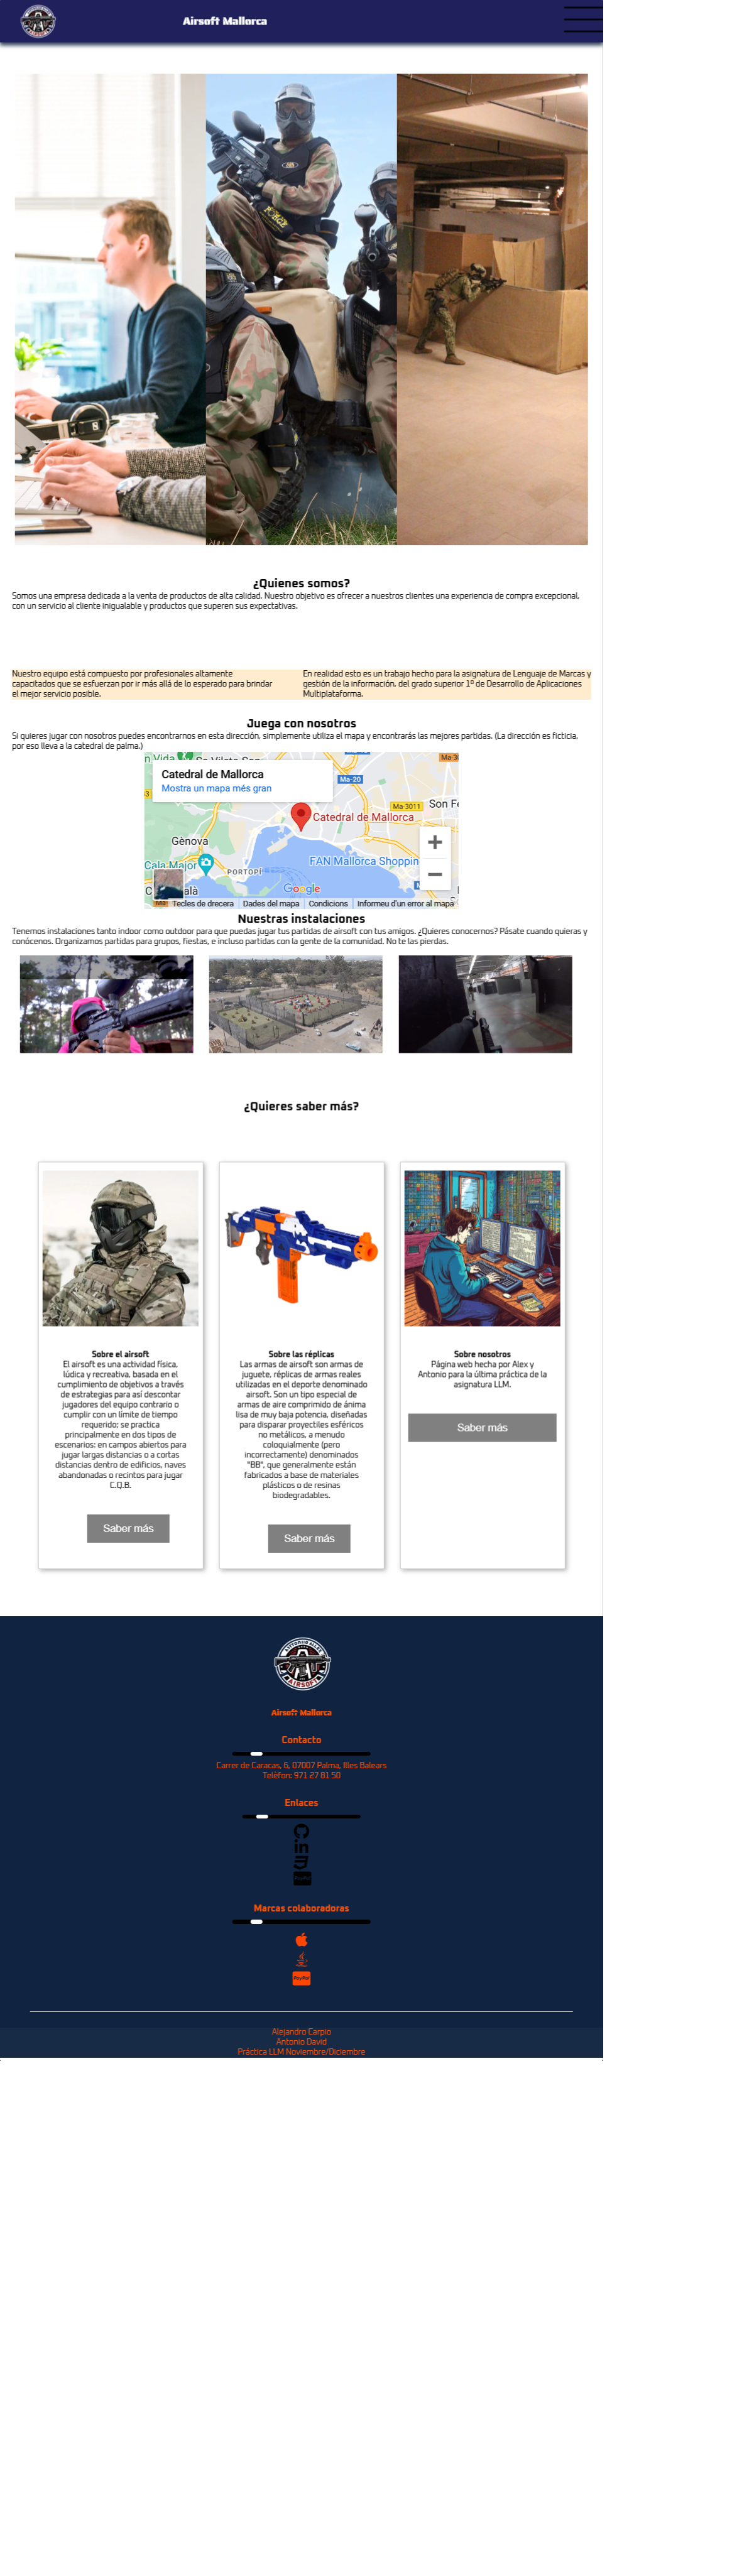 Airsoft Mallorca
¿Quienes somos?
Somos una empresa dedicada a la venta de productos de alta calidad. Nuestro objetivo es ofrecer a nuestros clientes una experiencia de compra excepcional,
con un servicio al cliente inigualable y productos que superen sus expectativas.
Nuestro equipo está compuesto por profesionales altamente
capacitados que se esfuerzan por ir más allá de lo esperado para brindar
el mejor servicio posible.
En realidad esto es un trabajo hecho para la asignatura de Lenguaje de Marcas y
gestión de la información, del grado superior 1º de Desarrollo de Aplicaciones
Multiplataforma.
Juega con nosotros
Si quieres jugar con nosotros puedes encontrarnos en esta dirección, simplemente utiliza el mapa y encontrarás las mejores partidas. (La dirección es ficticia,
por eso lleva a la catedral de palma.)
Catedral de Mallorca
Mostra un mapa més gran
Ma-20
Ma-3011
Son Fe
Catedral de Mallorca
Gènova
FAN Mallorca Shoppin
Cala Major
PORTOPÍ
Google
Tecles de drecera
Dades del mapa
Condicions
Informeu d'un error al mapa
Nuestras instalaciones
Tenemos instalaciones tanto indoor como outdoor para que puedas jugar tus partidas de airsoft con tus amigos. ¿Quieres conocernos? Pásate cuando quieras y
conócenos. Organizamos partidas para grupos, fiestas, e incluso partidas con la gente de la comunidad. No te las pierdas.
¿Quieres saber más?
Sobre el airsoft
El airsoft es una actividad física,
lúdica y recreativa, basada en el
cumplimiento de objetivos a través
de estrategias para así descontar
jugadores del equipo contrario o
cumplir con un límite de tiempo
requerido; se practica
principalmente en dos tipos de
escenarios: en campos abiertos para
jugar largas distancias o a cortas
distancias dentro de edificios, naves
abandonadas o recintos para jugar
C.Q.B.
Saber más
Sobre las réplicas
Las armas de airsoft son armas de
juguete, réplicas de armas reales
utilizadas en el deporte denominado
airsoft. Son un tipo especial de
armas de aire comprimido de ánima
lisa de muy baja potencia, diseñadas
para disparar proyectiles esféricos
no metálicos, a menudo
coloquialmente (pero
incorrectamente) denominados
"BB", que generalmente están
fabricados a base de materiales
plásticos o de resinas
biodegradables.
Saber más
Sobre nosotros
Página web hecha por Alex y
Antonio para la última práctica de la
asignatura LLM.
Saber más
AIRSOFT
Airsoft Mallorca
Contacto
Carrer de Caracas, 6, 07007 Palma, Illes Balears
Telèfon: 971 27 81 50
Enlaces
Marcas colaboradoras
PayPal
Alejandro Carpio
Antonio David
Práctica LLM Noviembre/Diciembre